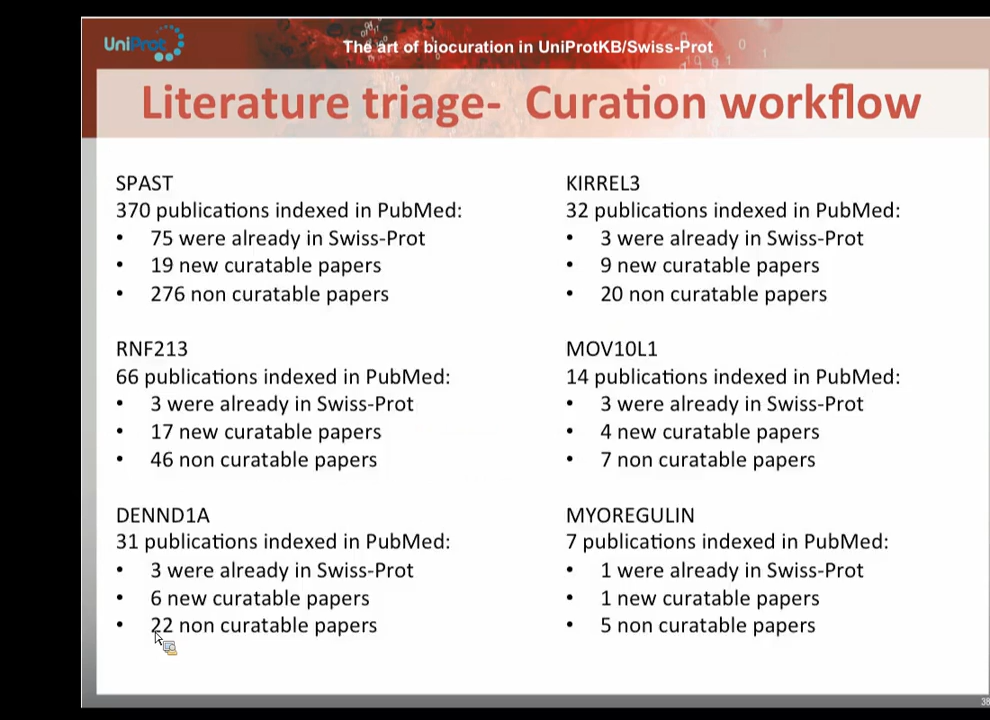 UniProt
The art of biocuration in UniProtKB/Swiss-Prot
Literature triage- Curation workflow
SPAST
370 publications indexed in PubMed:
• 75 were already in Swiss-Prot
• 19 new curatable papers
• 276 non curatable papers
RNF213
66 publications indexed in PubMed:
• 3 were already in Swiss-Prot
• 17 new curatable papers
• 46 non curatable papers
DENND1A
31 publications indexed in PubMed:
• 3 were already in Swiss-Prot
• 6 new curatable papers
• 22 non curatable papers
KIRREL3
32 publications indexed in PubMed:
• 3 were already in Swiss-Prot
• 9 new curatable papers
• 20 non curatable papers
MOV10L1
14 publications indexed in PubMed:
• 3 were already in Swiss-Prot
• 4 new curatable papers
• 7 non curatable papers
MYOREGULIN
7 publications indexed in PubMed:
• 1 were already in Swiss-Prot
• 1 new curatable papers
• 5 non curatable papers
38